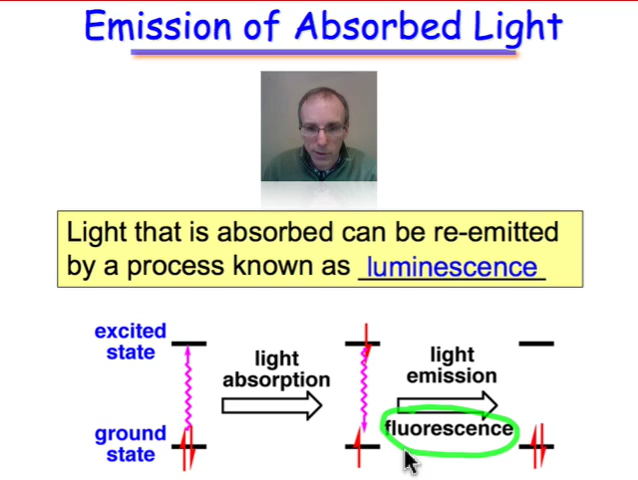 Emission of Absorbed Light
Light that is absorbed can be re-emitted
by a process known as luminescence
excited
state
light
absorption
light
emission
fluorescence
ground
state